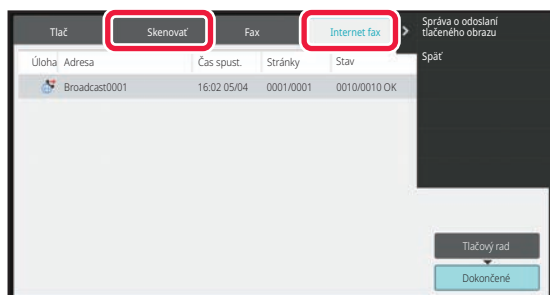 Tlač Skenovať Fax Internet fax
Správa o odoslaní
tlačeného obrazu
Späť
Úloha Adresa Čas spust. Stránky Stav
Broadcast0001 16:02 05/04 0001/0001 0010/0010 OK
Tlačový rad
Dokončené